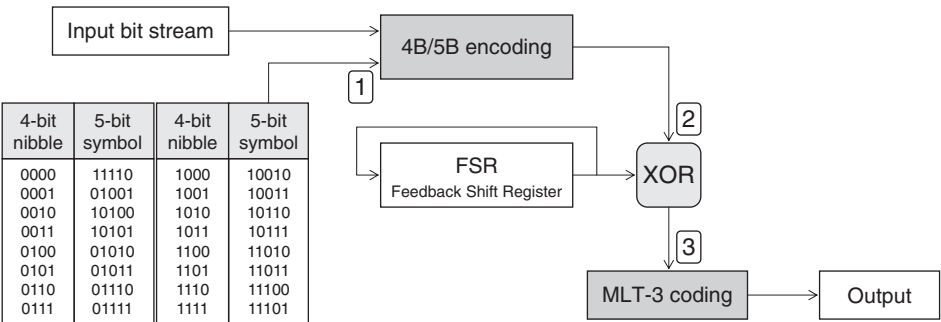 Input bit stream
4B/5B encoding
1
2
4-bit nibble 5-bit symbol 4-bit nibble 5-bit symbol
0000 11110 1000 10010
0001 01001 1001 10011
0010 10100 1010 10110
0011 10101 1011 10111
0100 01010 1100 11010
0101 01011 1101 11011
0110 01110 1110 11100
0111 01111 1111 11101
FSR
Feedback Shift Register
XOR
3
MLT-3 coding
Output